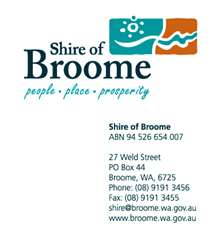 Shire of
Broome
people • place • prosperity
Shire of Broome
ABN 94 526 654 007
27 Weld Street
PO Box 44
Broome, WA, 6725
Phone: (08) 9191 3456
Fax: (08) 9191 3455
shire@broome.wa.gov.au
www.broome.wa.gov.au